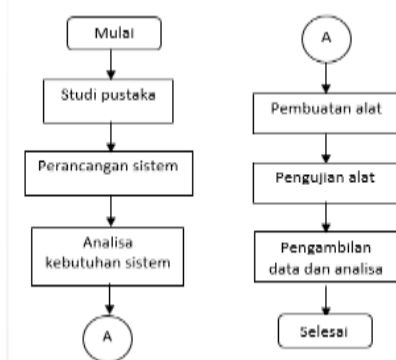 Mulai
Studi pustaka
Perancangan sistem
Analisa
kebutuhan sistem
A
A
Pembuatan alat
Pengujian alat
Pengambilan
data dan analisa
Selesai